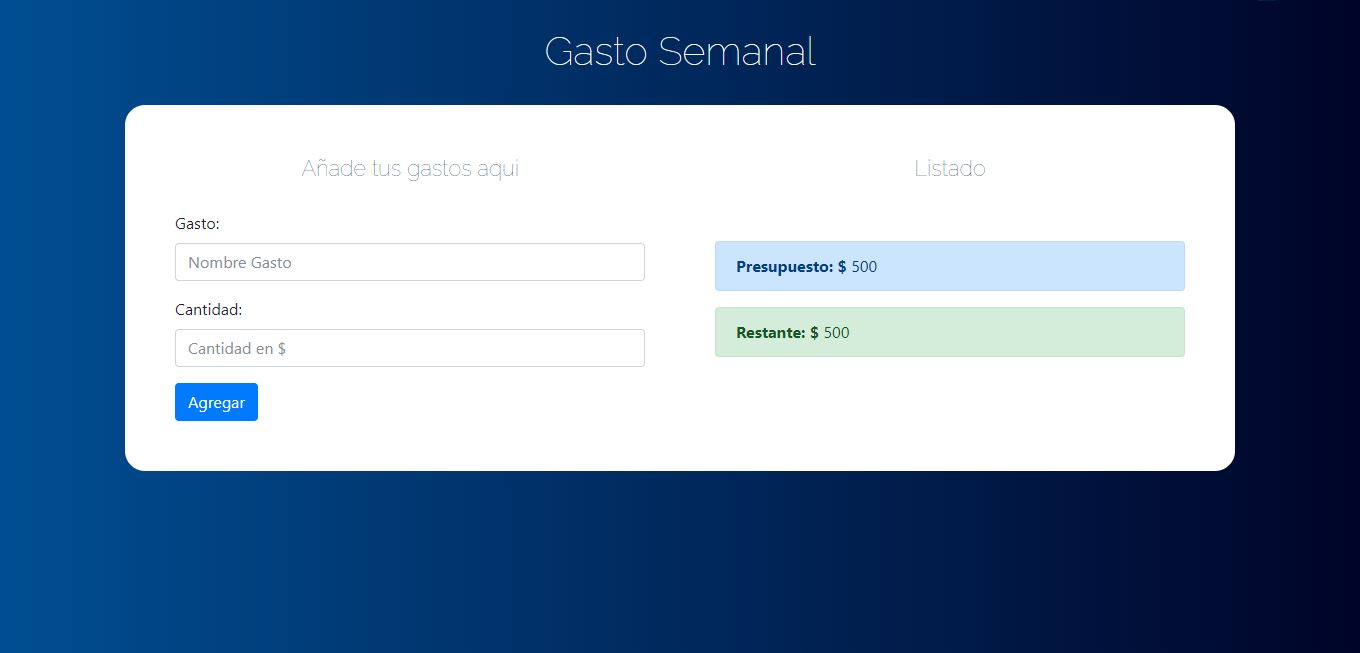 Gasto Semanal
Añade tus gastos aqui
Gasto:
Nombre Gasto
Cantidad:
Cantidad en $
Agregar
Listado
Presupuesto: $ 500
Restante: $ 500